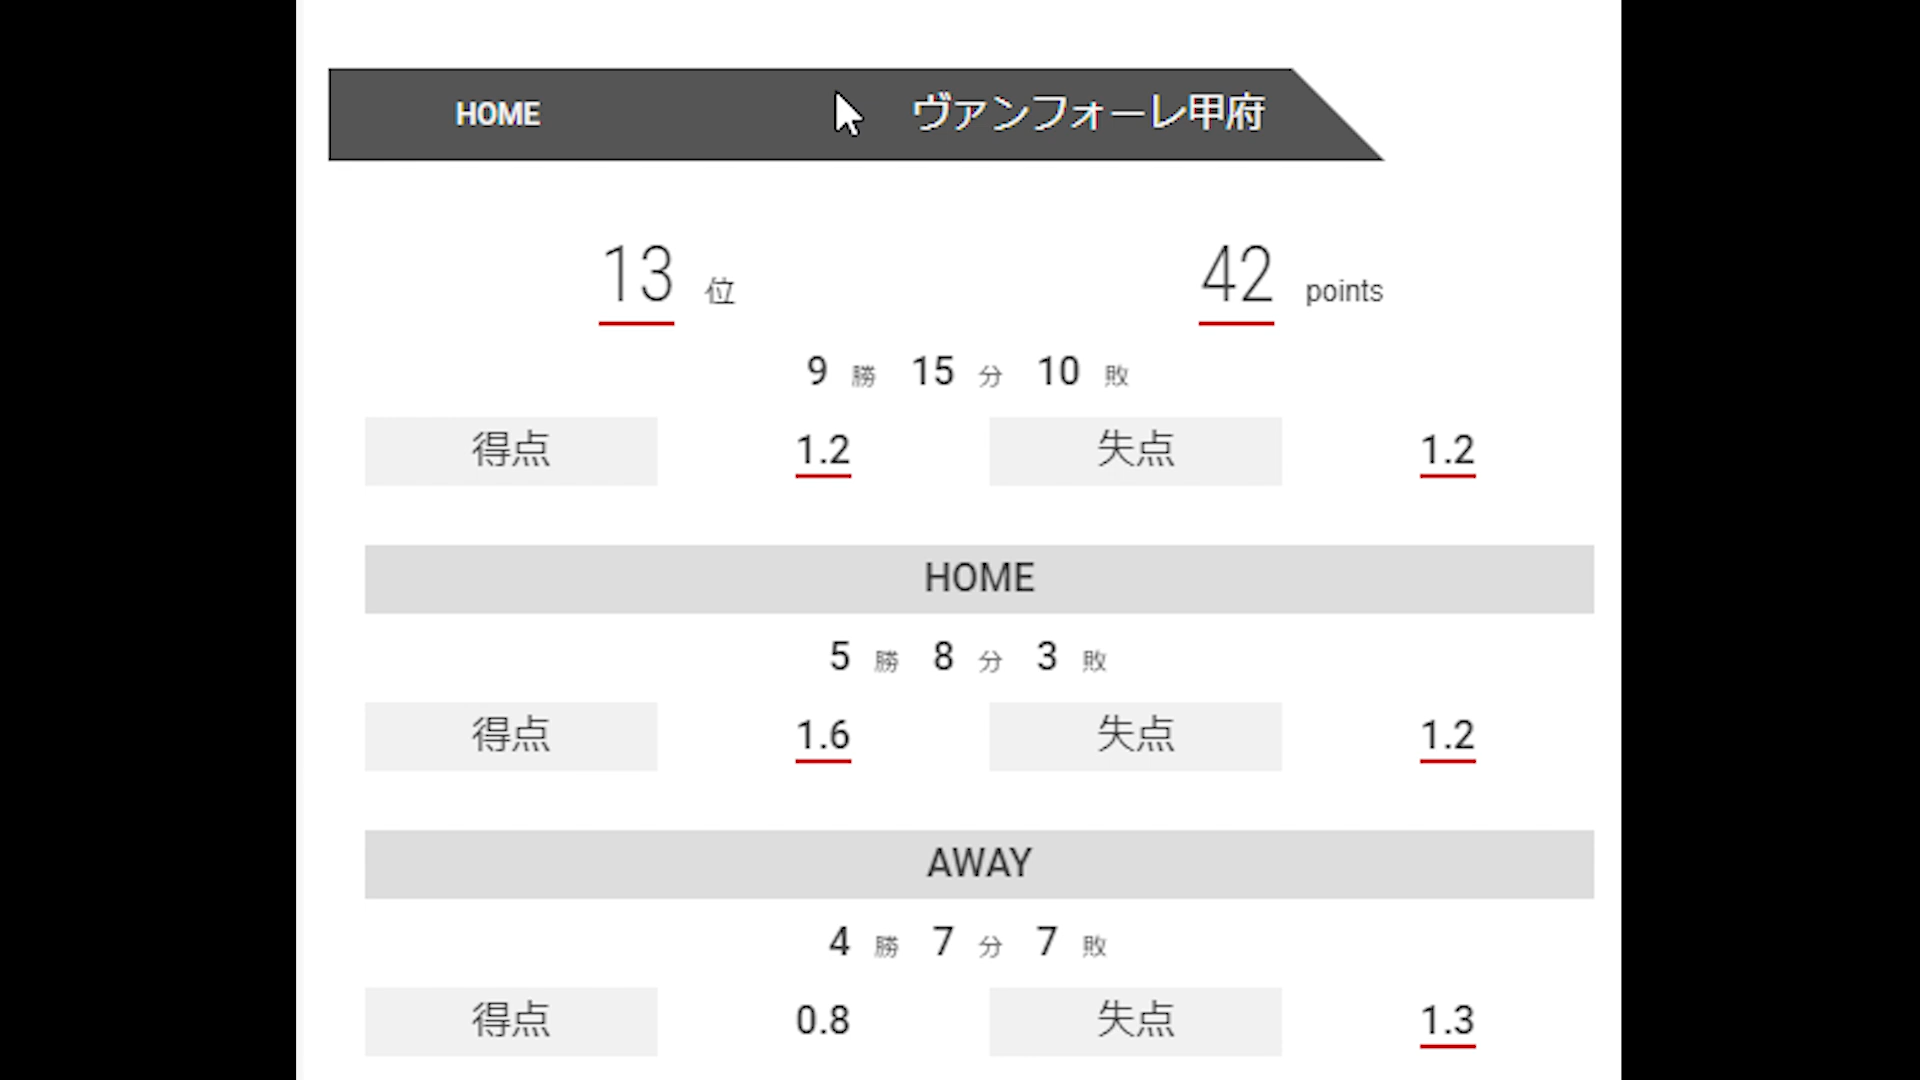 HOME ヴァンフォーレ甲府
13 位 42 points
9 勝 15 分 10 敗
得点 1.2 失点 1.2
HOME
5 勝 8 分 3 敗
得点 1.6 失点 1.2
AWAY
4 勝 7 分 7 敗
得点 0.8 失点 1.3